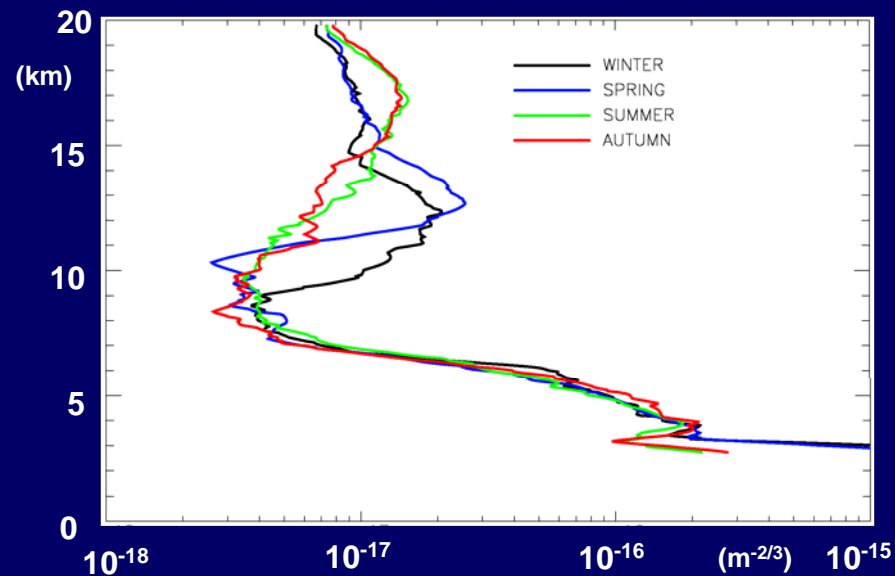 20
(km)
WINTER
SPRING
SUMMER
AUTUMN
15
10
5
0
10-18
10-17
10-16
(m-2/3)
10-15